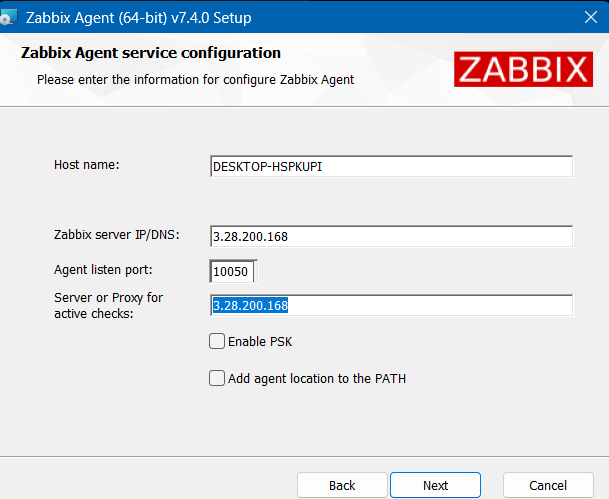 Zabbix Agent (64-bit) v7.4.0 Setup
Zabbix Agent service configuration
Please enter the information for configure Zabbix Agent
ZABBIX
Host name:
DESKTOP-HSPKUPI
Zabbix server IP/DNS:
3.28.200.168
Agent listen port:
10050
Server or Proxy for
active checks:
3.28.200.168
Enable PSK
Add agent location to the PATH
Back
Next
Cancel